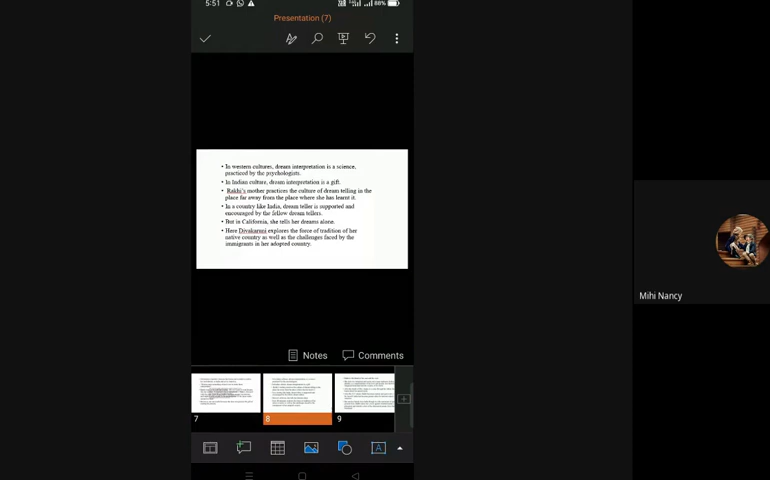 5:51
88%
Presentation (7)
• In western cultures, dream interpretation is a science,
practiced by the psychologists.
• In Indian culture, dream interpretation is a gift.
• Rakhi's mother practices the culture of dream telling in the
place far away from the place where she has learnt it.
• In a country like India, dream teller is supported and
encouraged by the fellow dream tellers.
• But in California, she tells her dreams alone.
• Here Divakaruni explores the force of tradition of her
native country as well as the challenges faced by the
immigrants in her adopted country.
Notes
Comments
7
8
9
A
Mihi Nancy